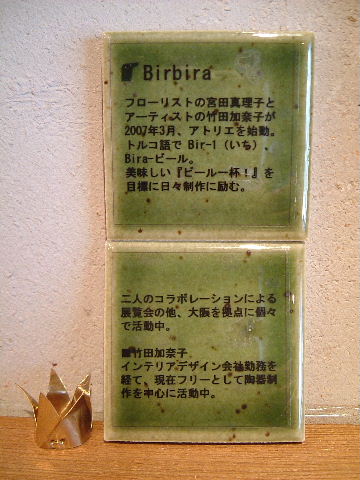 Birbira
フローリストの宮田真理子と
アーティストの竹田加奈子が
2007年3月、アトリエを始動。
トルコ語で Bir-1（いち）、
Bira-ビール。
美味しい『ビール一杯！』を
目標に日々制作に励む。
二人のコラボレーションによる
展覧会の他、大阪を拠点に個々
で活動中。
■竹田加奈子
インテリアデザイン会社勤務を
経て、現在フリーとして陶器制
作を中心に活動中。